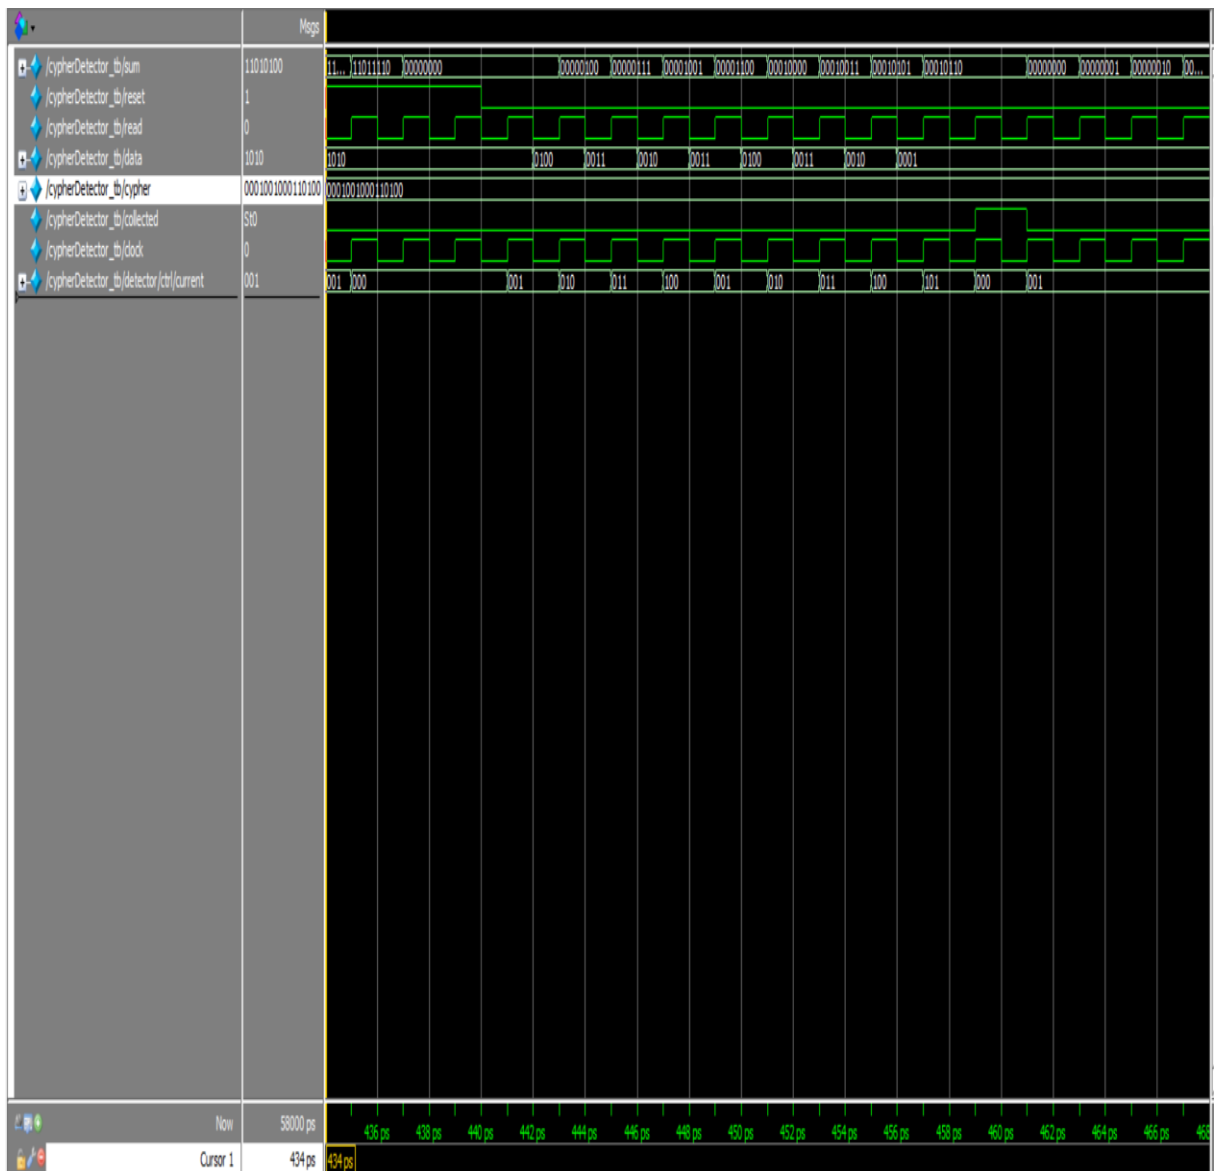 Msgs
/cypherDetector_tb/sum 11010100 11... 11011110 00000000 00000100 00000111 00001001 00001100 00010000 00010011 00010101 00010110 00000000 00000001 00000010 00...
/cypherDetector_tb/reset 1
/cypherDetector_tb/read 0
/cypherDetector_tb/data 1010 1010 0100 0011 0010 0011 0100 0011 0010 0001
/cypherDetector_tb/cypher 0001001000110100 0001001000110100
/cypherDetector_tb/collected St0
/cypherDetector_tb/clock 0
/cypherDetector_tb/detector/ctrl/current 001 001 000 001 010 011 100 001 010 011 100 101 000 001
Now 58000 ps 436 ps 438 ps 440 ps 442 ps 444 ps 446 ps 448 ps 450 ps 452 ps 454 ps 456 ps 458 ps 460 ps 462 ps 464 ps 466 ps 468
Cursor 1 434 ps 434 ps